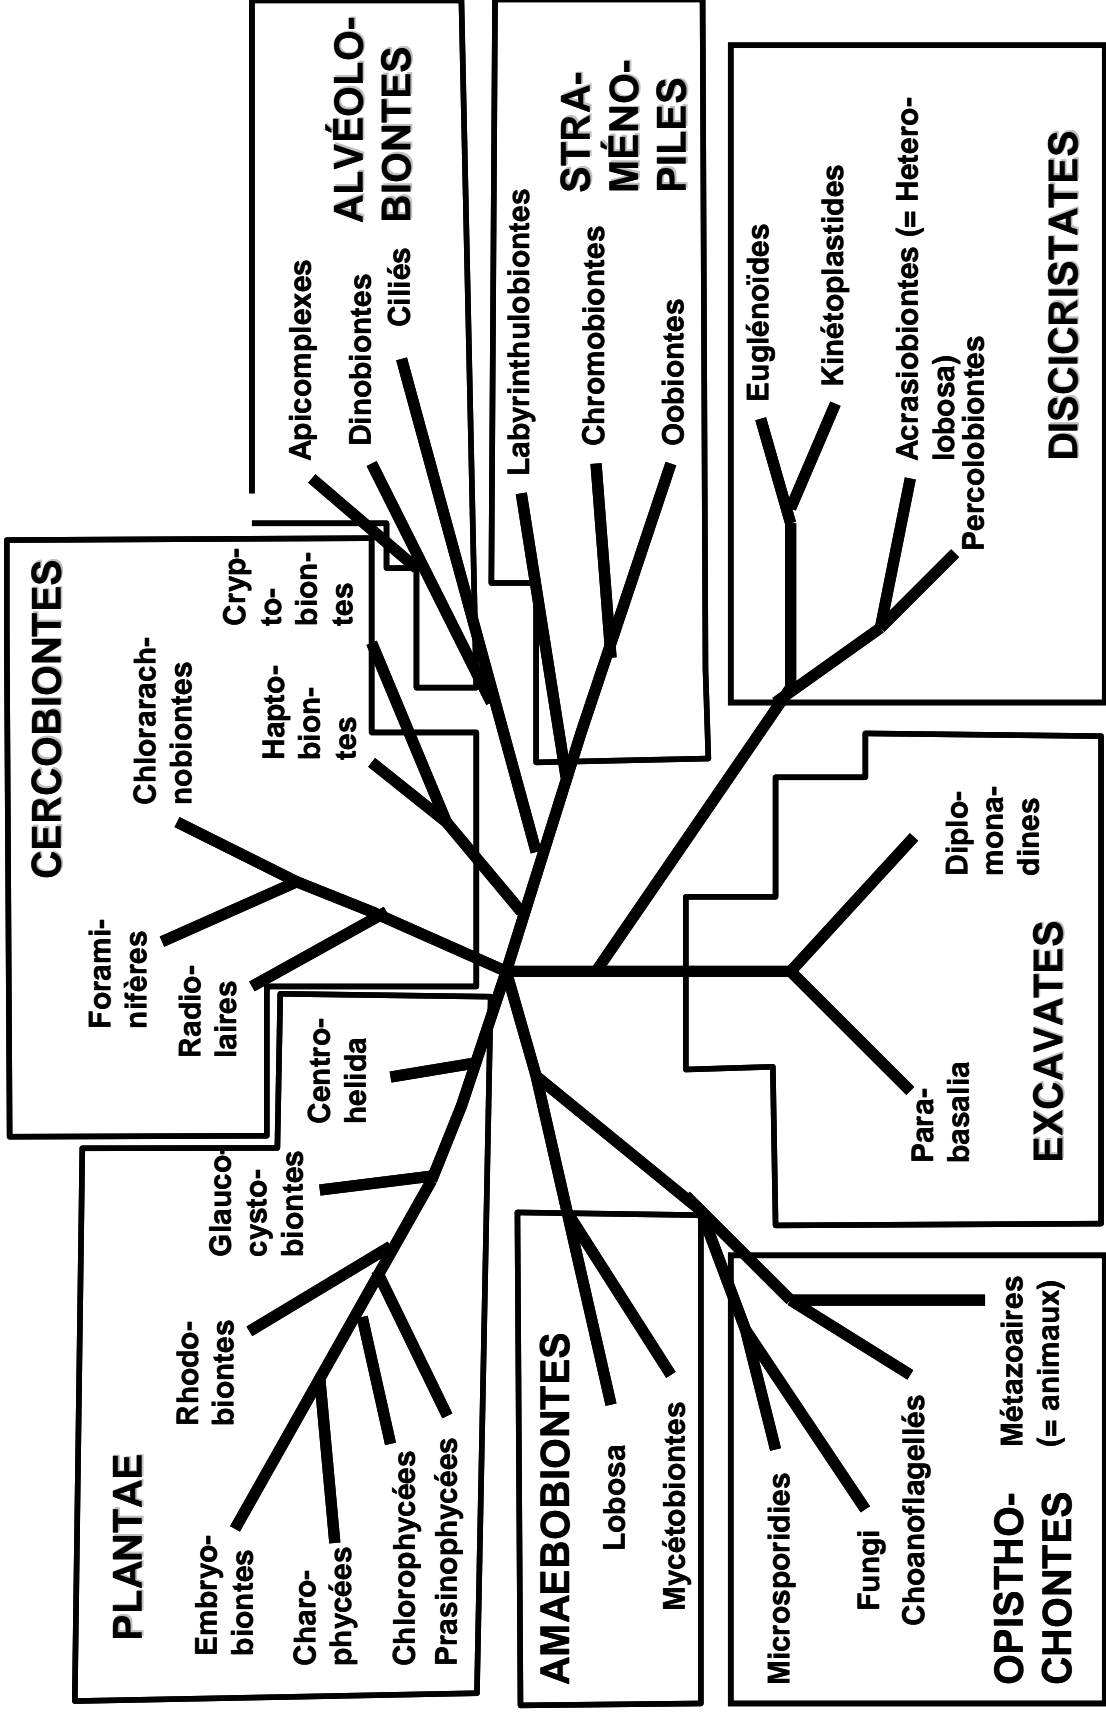 PLANTAE
Embryo-
biontes
Charo-
phycées
Chlorophycées
Prasinophycées
Rhodo-
biontes
Glauco
cysto-
biontes
Centro-
helida
CERCOBIONTES
Forami-
nifères
Radio-
laires
Chlorarach-
nobiontes
Hapto-
bion-
tes
Cryp-
to-
bion-
tes
ALVÉOLO-
BIONTES
Apicomplexes
Dinobiontes
Ciliés
STRA-
MÉNO-
PILES
Labyrinthulobiontes
Chromobiontes
Oobiontes
AMAEBOBIONTES
Lobosa
Mycétobiontes
OPISTHO-
CHONTES
Microsporidies
Fungi
Choanoflagellés
Métazoaires
(= animaux)
EXCAVATES
Para-
basalia
Diplo-
mona-
dines
DISCICRISTATES
Euglénoïdes
Kinétoplastides
Acrasiobiontes (= Hetero-
lobosa)
Percolobiontes